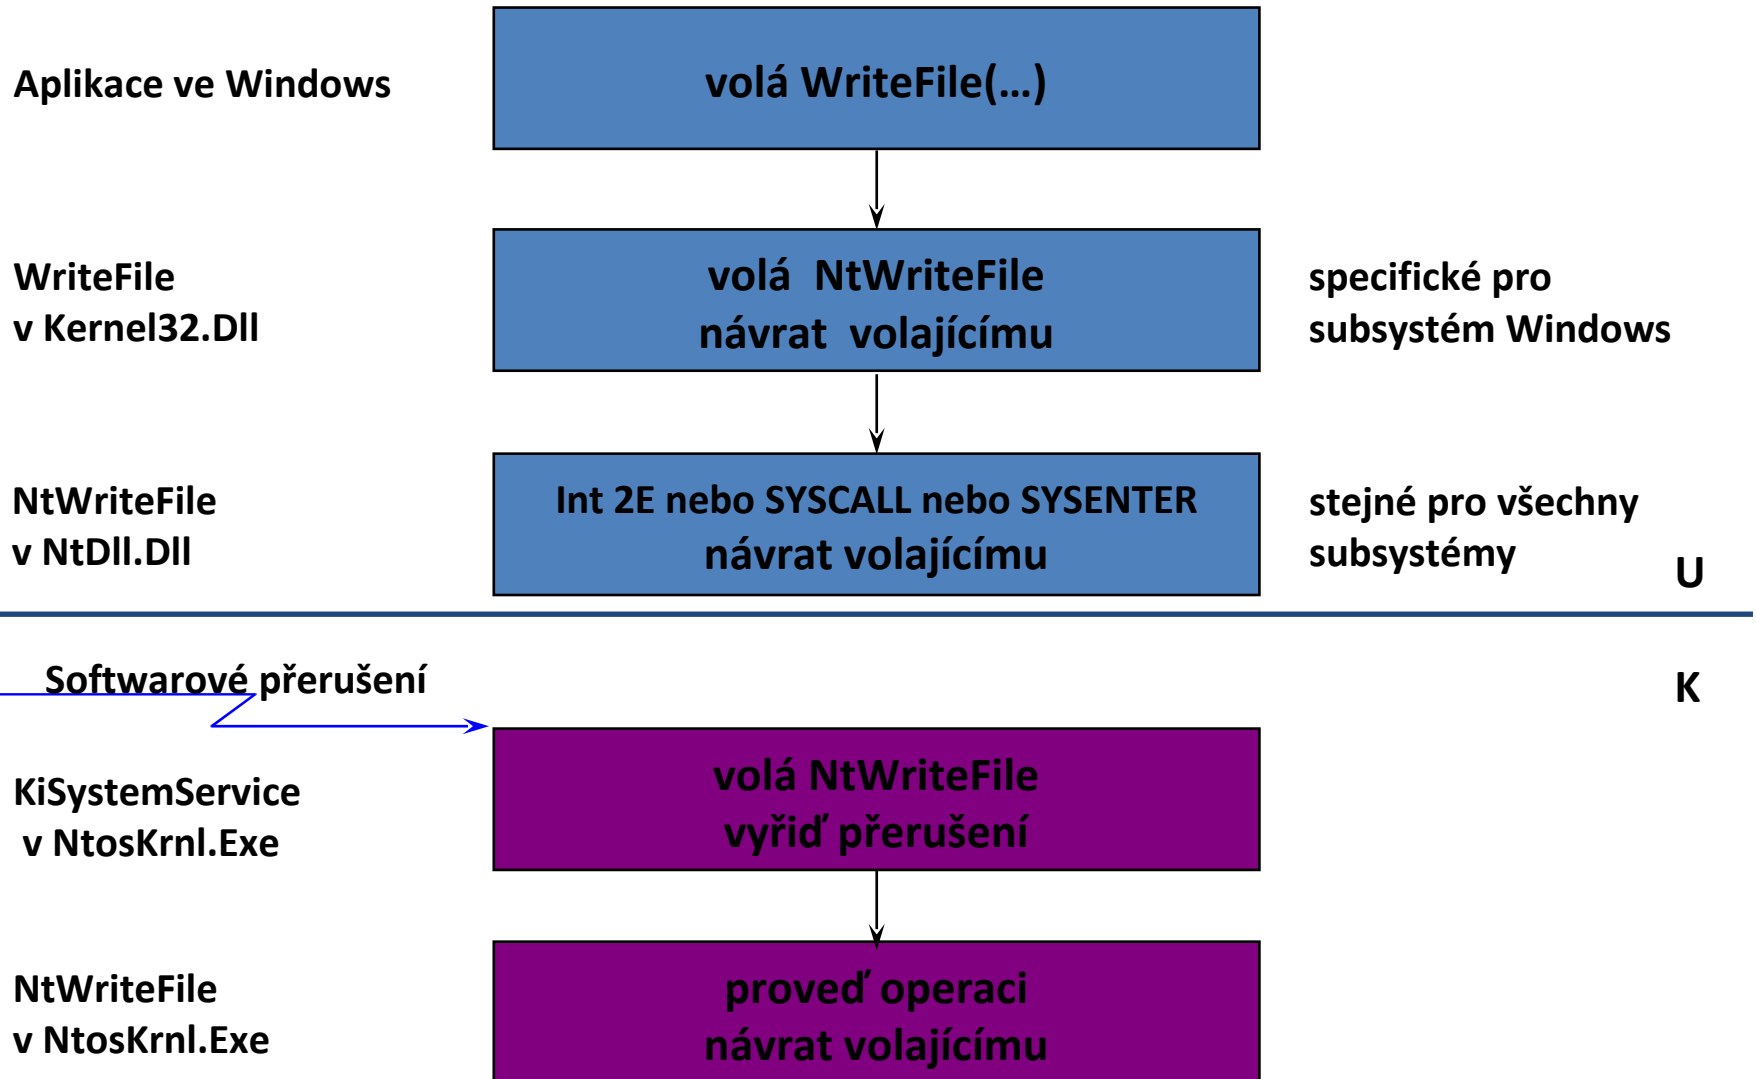 Aplikace ve Windows
volá WriteFile(...)
WriteFile
v Kernel32.Dll
volá NtWriteFile
návrat volajícímu
specifické pro
subsystém Windows
NtWriteFile
v NtDll.Dll
Int 2E nebo SYSCALL nebo SYSENTER
návrat volajícímu
stejné pro všechny
subsystémy
U
Softwarové přerušení
K
KiSystemService
v NtosKrnl.Exe
volá NtWriteFile
vyřiď přerušení
NtWriteFile
v NtosKrnl.Exe
proveď operaci
návrat volajícímu